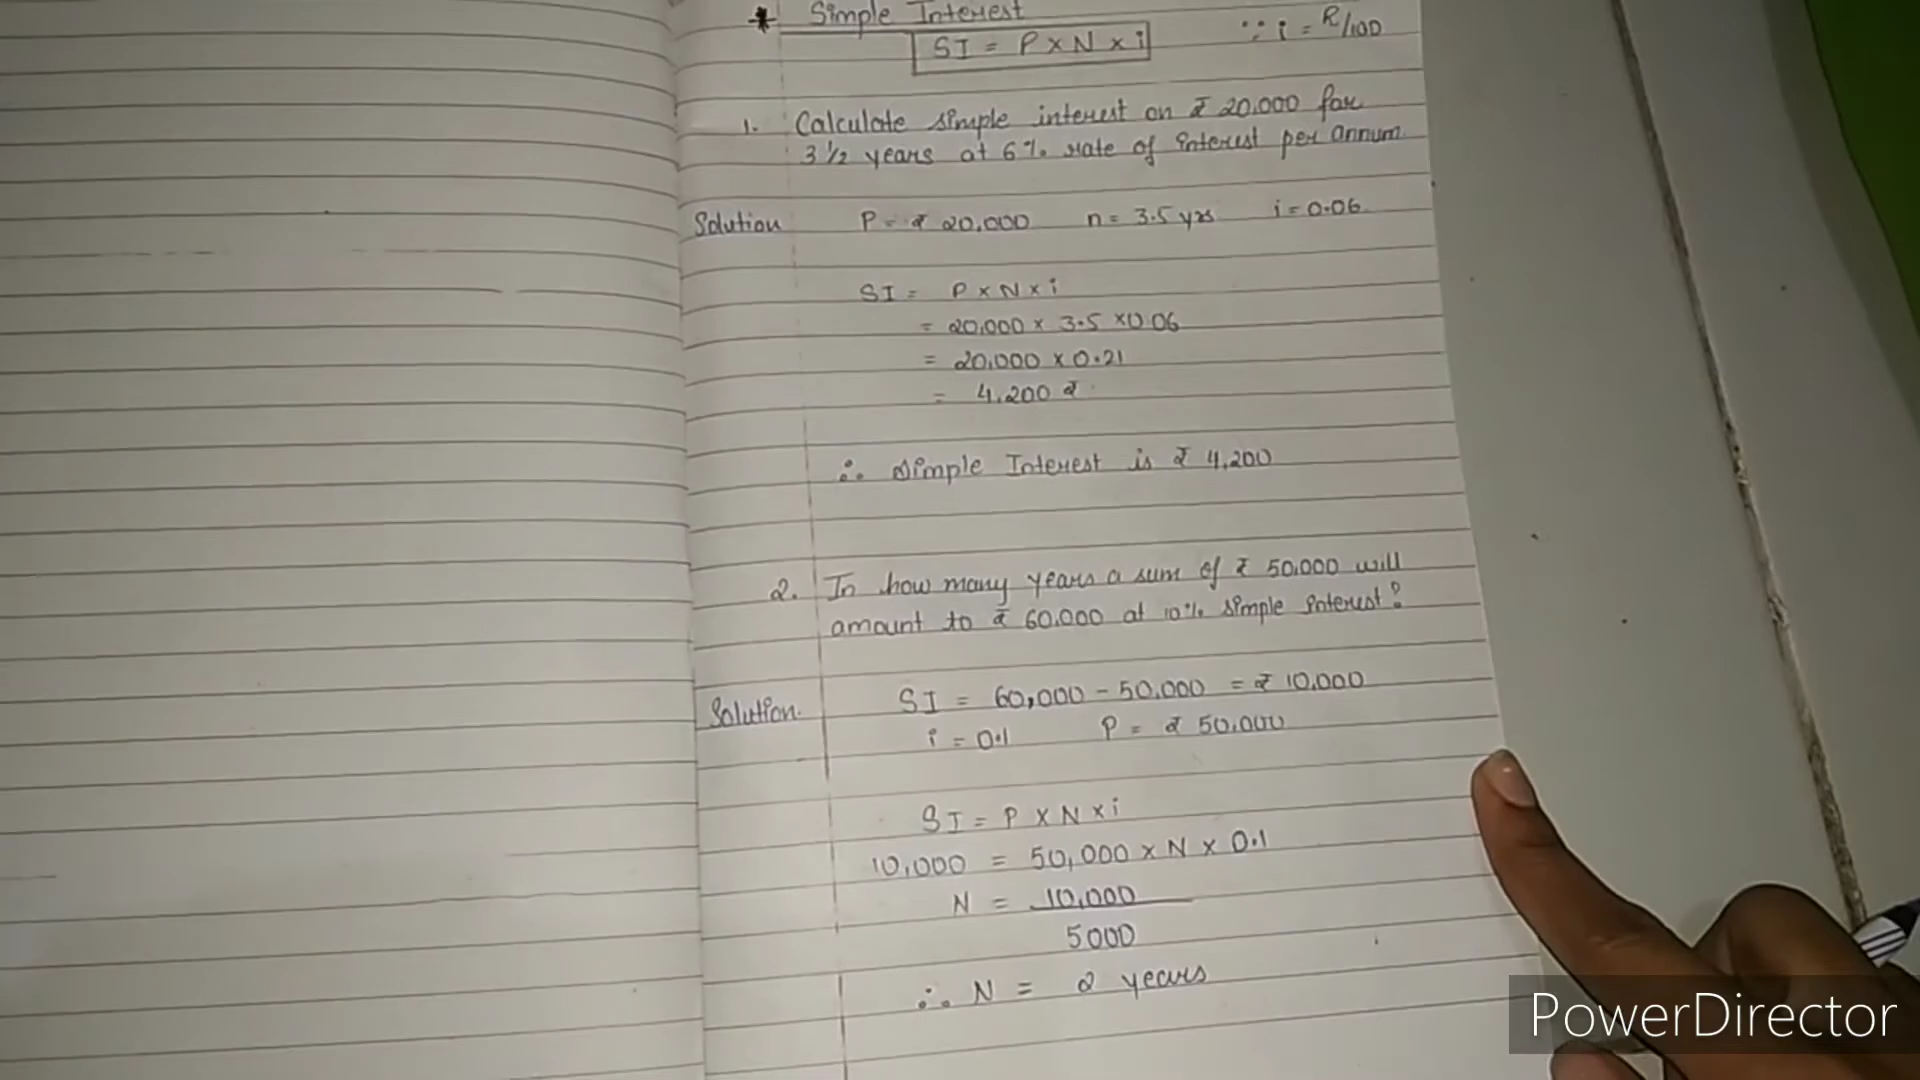 * Simple Interest
SI = P × N × i ∵ i = R/100
1. Calculate simple interest on ₹ 20,000 for
3 1/2 years at 6% rate of interest per annum.
Solution P = ₹ 20,000 n = 3.5 yrs i = 0.06
SI = P × N × i
= 20,000 × 3.5 × 0.06
= 20,000 × 0.21
= 4,200 ₹
∴ Simple Interest is ₹ 4,200
2. In how many years a sum of ₹ 50,000 will
amount to ₹ 60,000 at 10% simple interest?
Solution. SI = 60,000 - 50,000 = ₹ 10,000
i = 0.1 P = ₹ 50,000
SI = P × N × i
10,000 = 50,000 × N × 0.1
N = 10,000
5000
∴ N = 2 years
PowerDirector